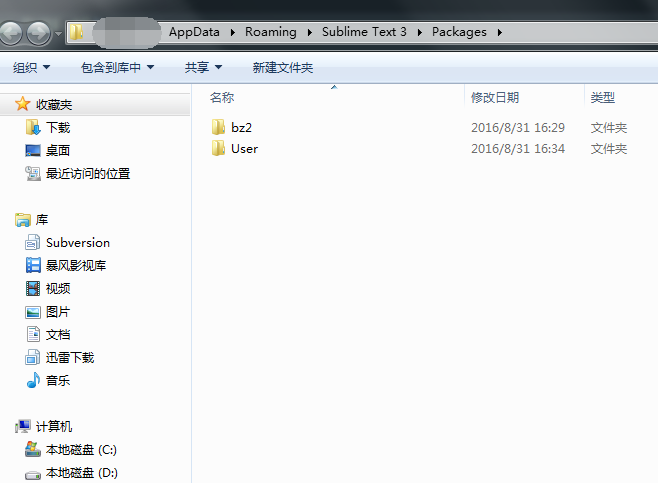 AppData Roaming Sublime Text 3 Packages
组织 包含到库中 共享 新建文件夹
收藏夹
下载
桌面
最近访问的位置
库
Subversion
暴风影视库
视频
图片
文档
迅雷下载
音乐
计算机
本地磁盘 (C:)
本地磁盘 (D:)
名称 修改日期 类型
bz2 2016/8/31 16:29 文件夹
User 2016/8/31 16:34 文件夹